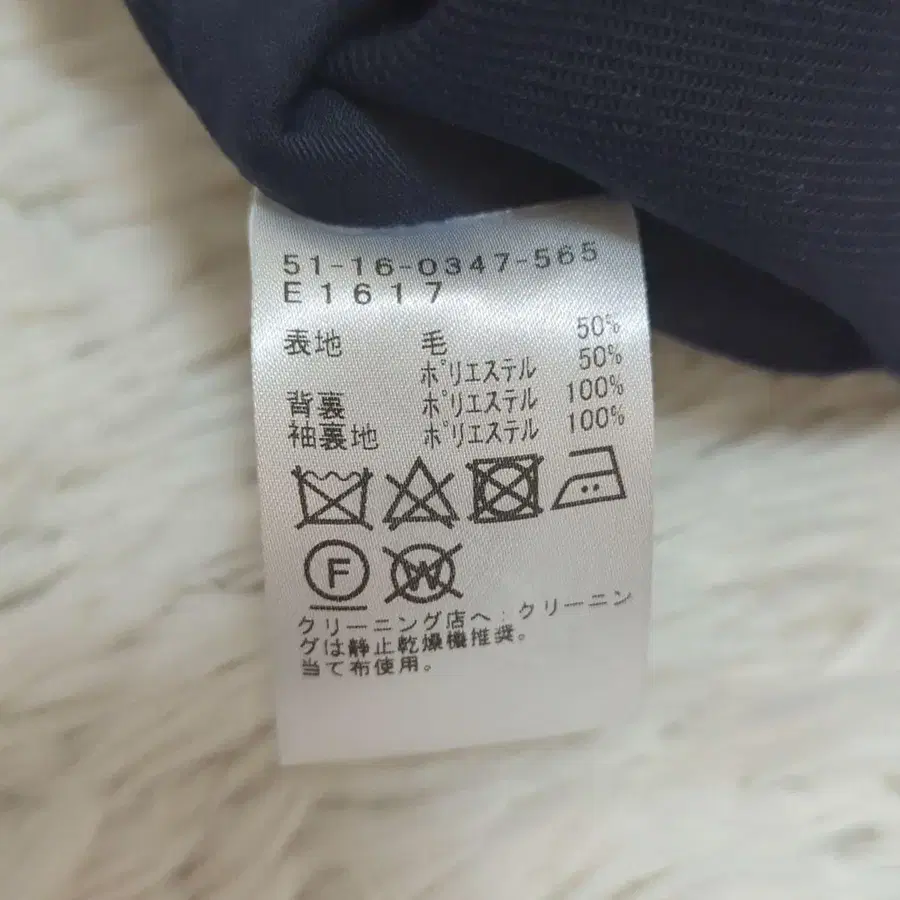 51-16-0347-565
E1617
表地 毛 50%
ポリエステル 50%
背裏 ポリエステル 100%
袖裏地 ポリエステル 100%
F W
クリーニング店へ:クリーニン
グは静止乾燥機推奨。
当て布使用。